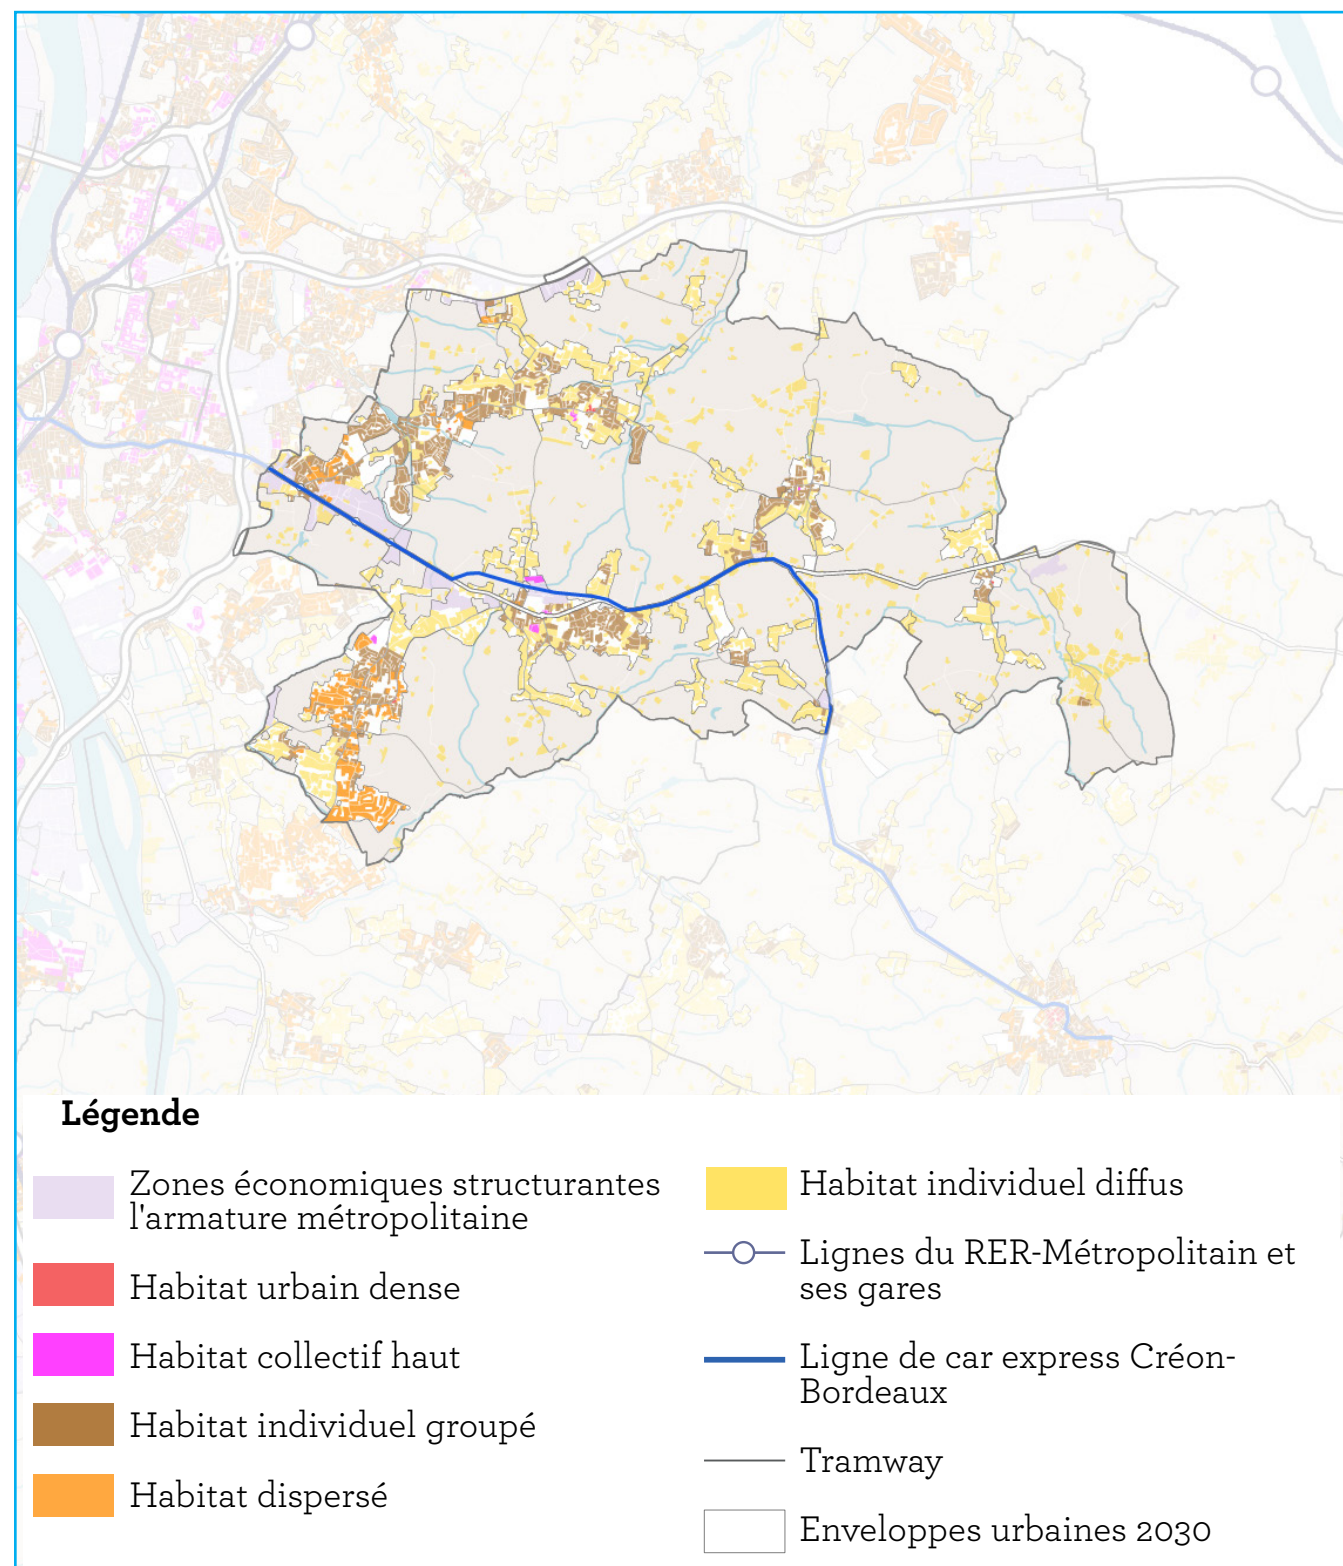 Légende
Zones économiques structurantes
l'armature métropolitaine
Habitat urbain dense
Habitat collectif haut
Habitat individuel groupé
Habitat dispersé
Habitat individuel diffus
Lignes du RER-Métropolitain et
ses gares
Ligne de car express Créon-
Bordeaux
Tramway
Enveloppes urbaines 2030